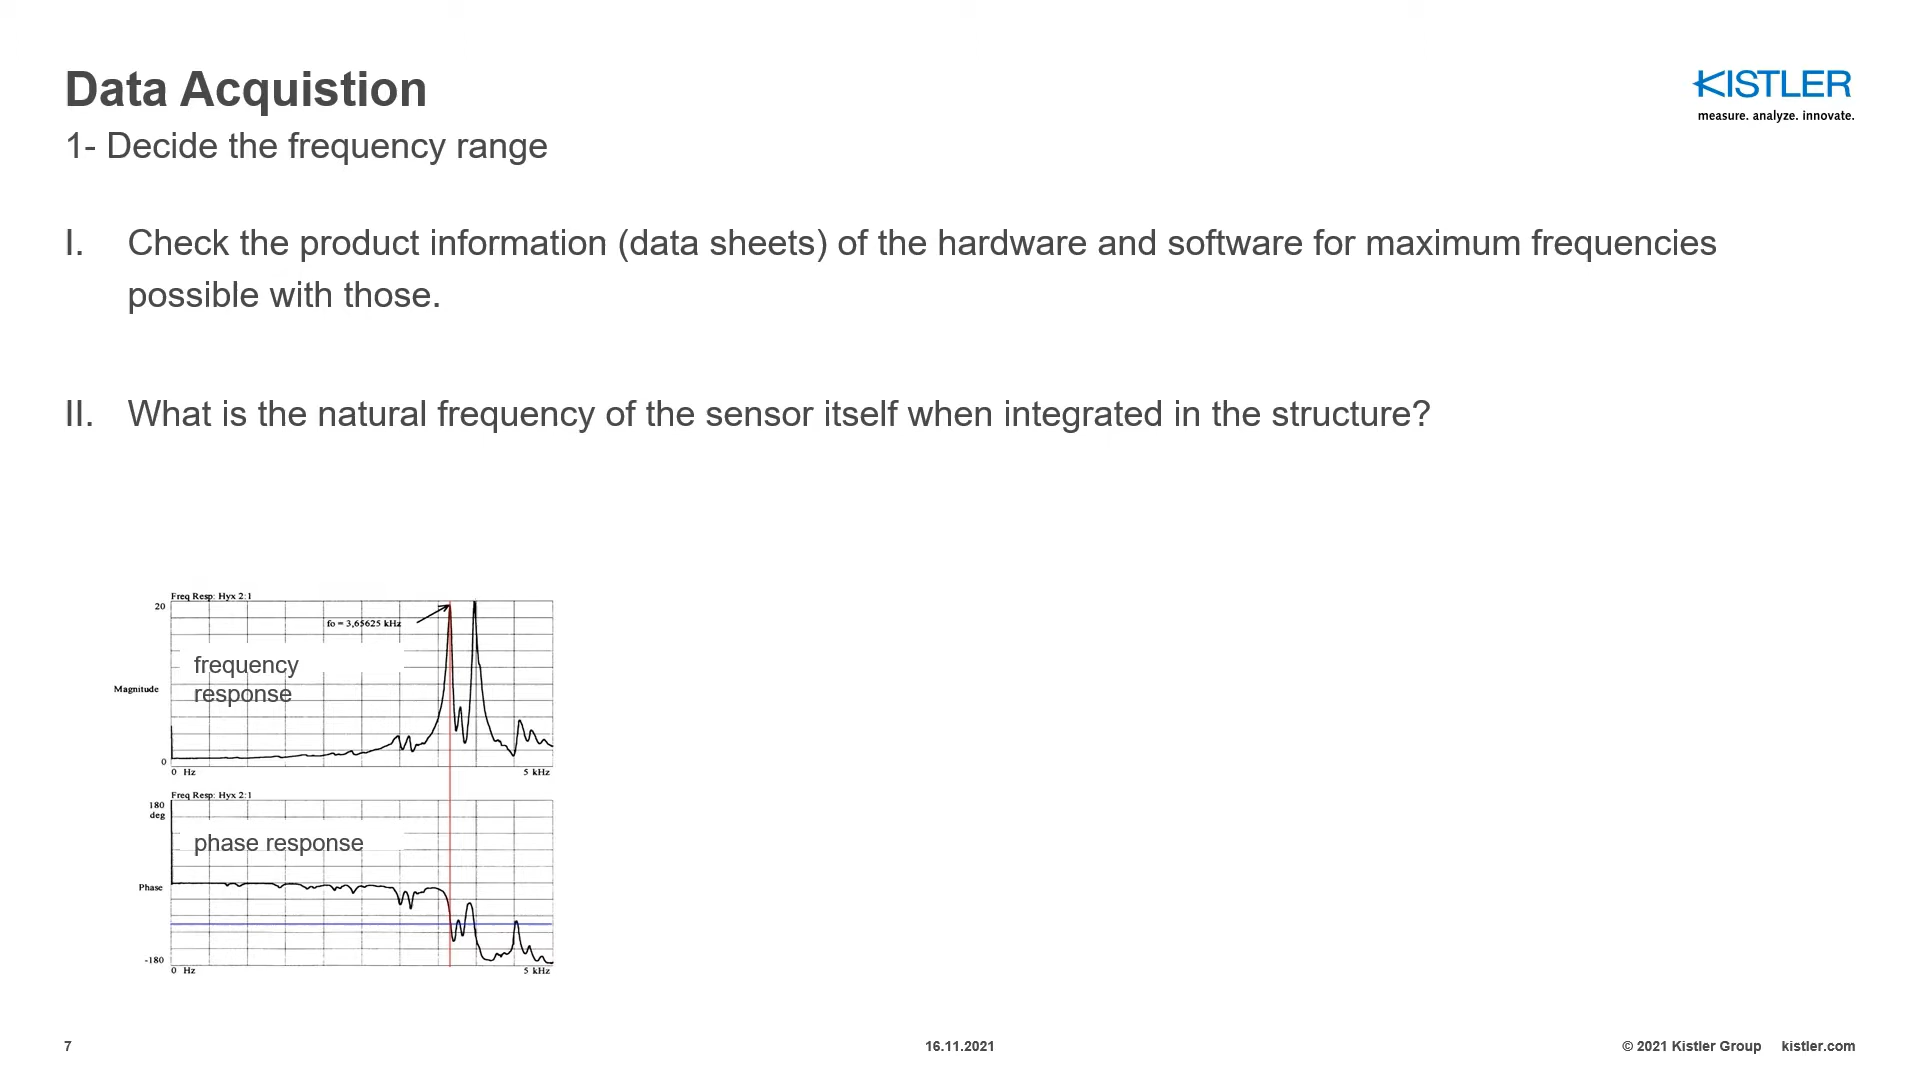 Data Acquistion
KISTLER
measure. analyze. innovate.
1- Decide the frequency range
I. Check the product information (data sheets) of the hardware and software for maximum frequencies
possible with those.
II. What is the natural frequency of the sensor itself when integrated in the structure?
Freq Resp: Hyx 2:1
20
fo = 3,65625 kHz
frequency
response
Magnitude
0
0 Hz
5 kHz
Freq Resp: Hyx 2:1
180
deg
phase response
Phase
-180
0 Hz
5 kHz
7
16.11.2021
© 2021 Kistler Group kistler.com